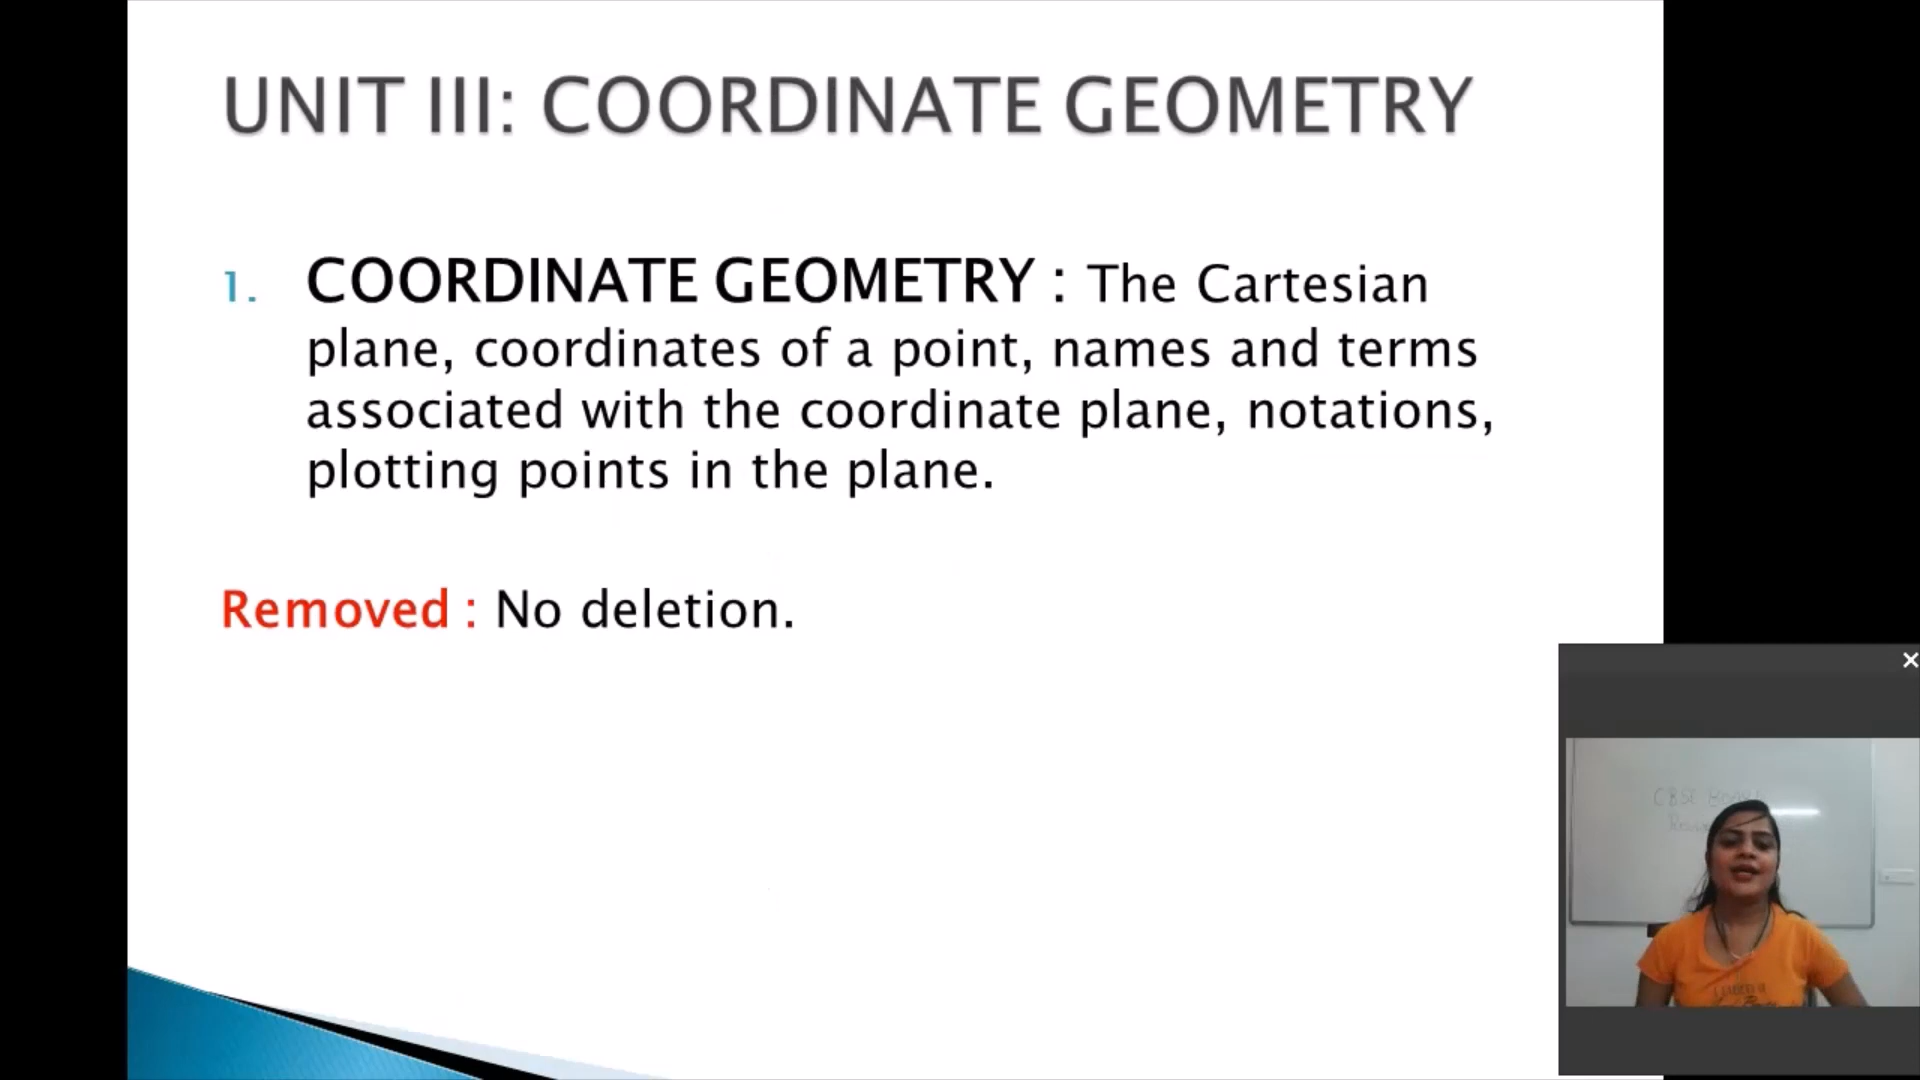 UNIT III: COORDINATE GEOMETRY
1. COORDINATE GEOMETRY : The Cartesian
plane, coordinates of a point, names and terms
associated with the coordinate plane, notations,
plotting points in the plane.
Removed : No deletion.
CBSE